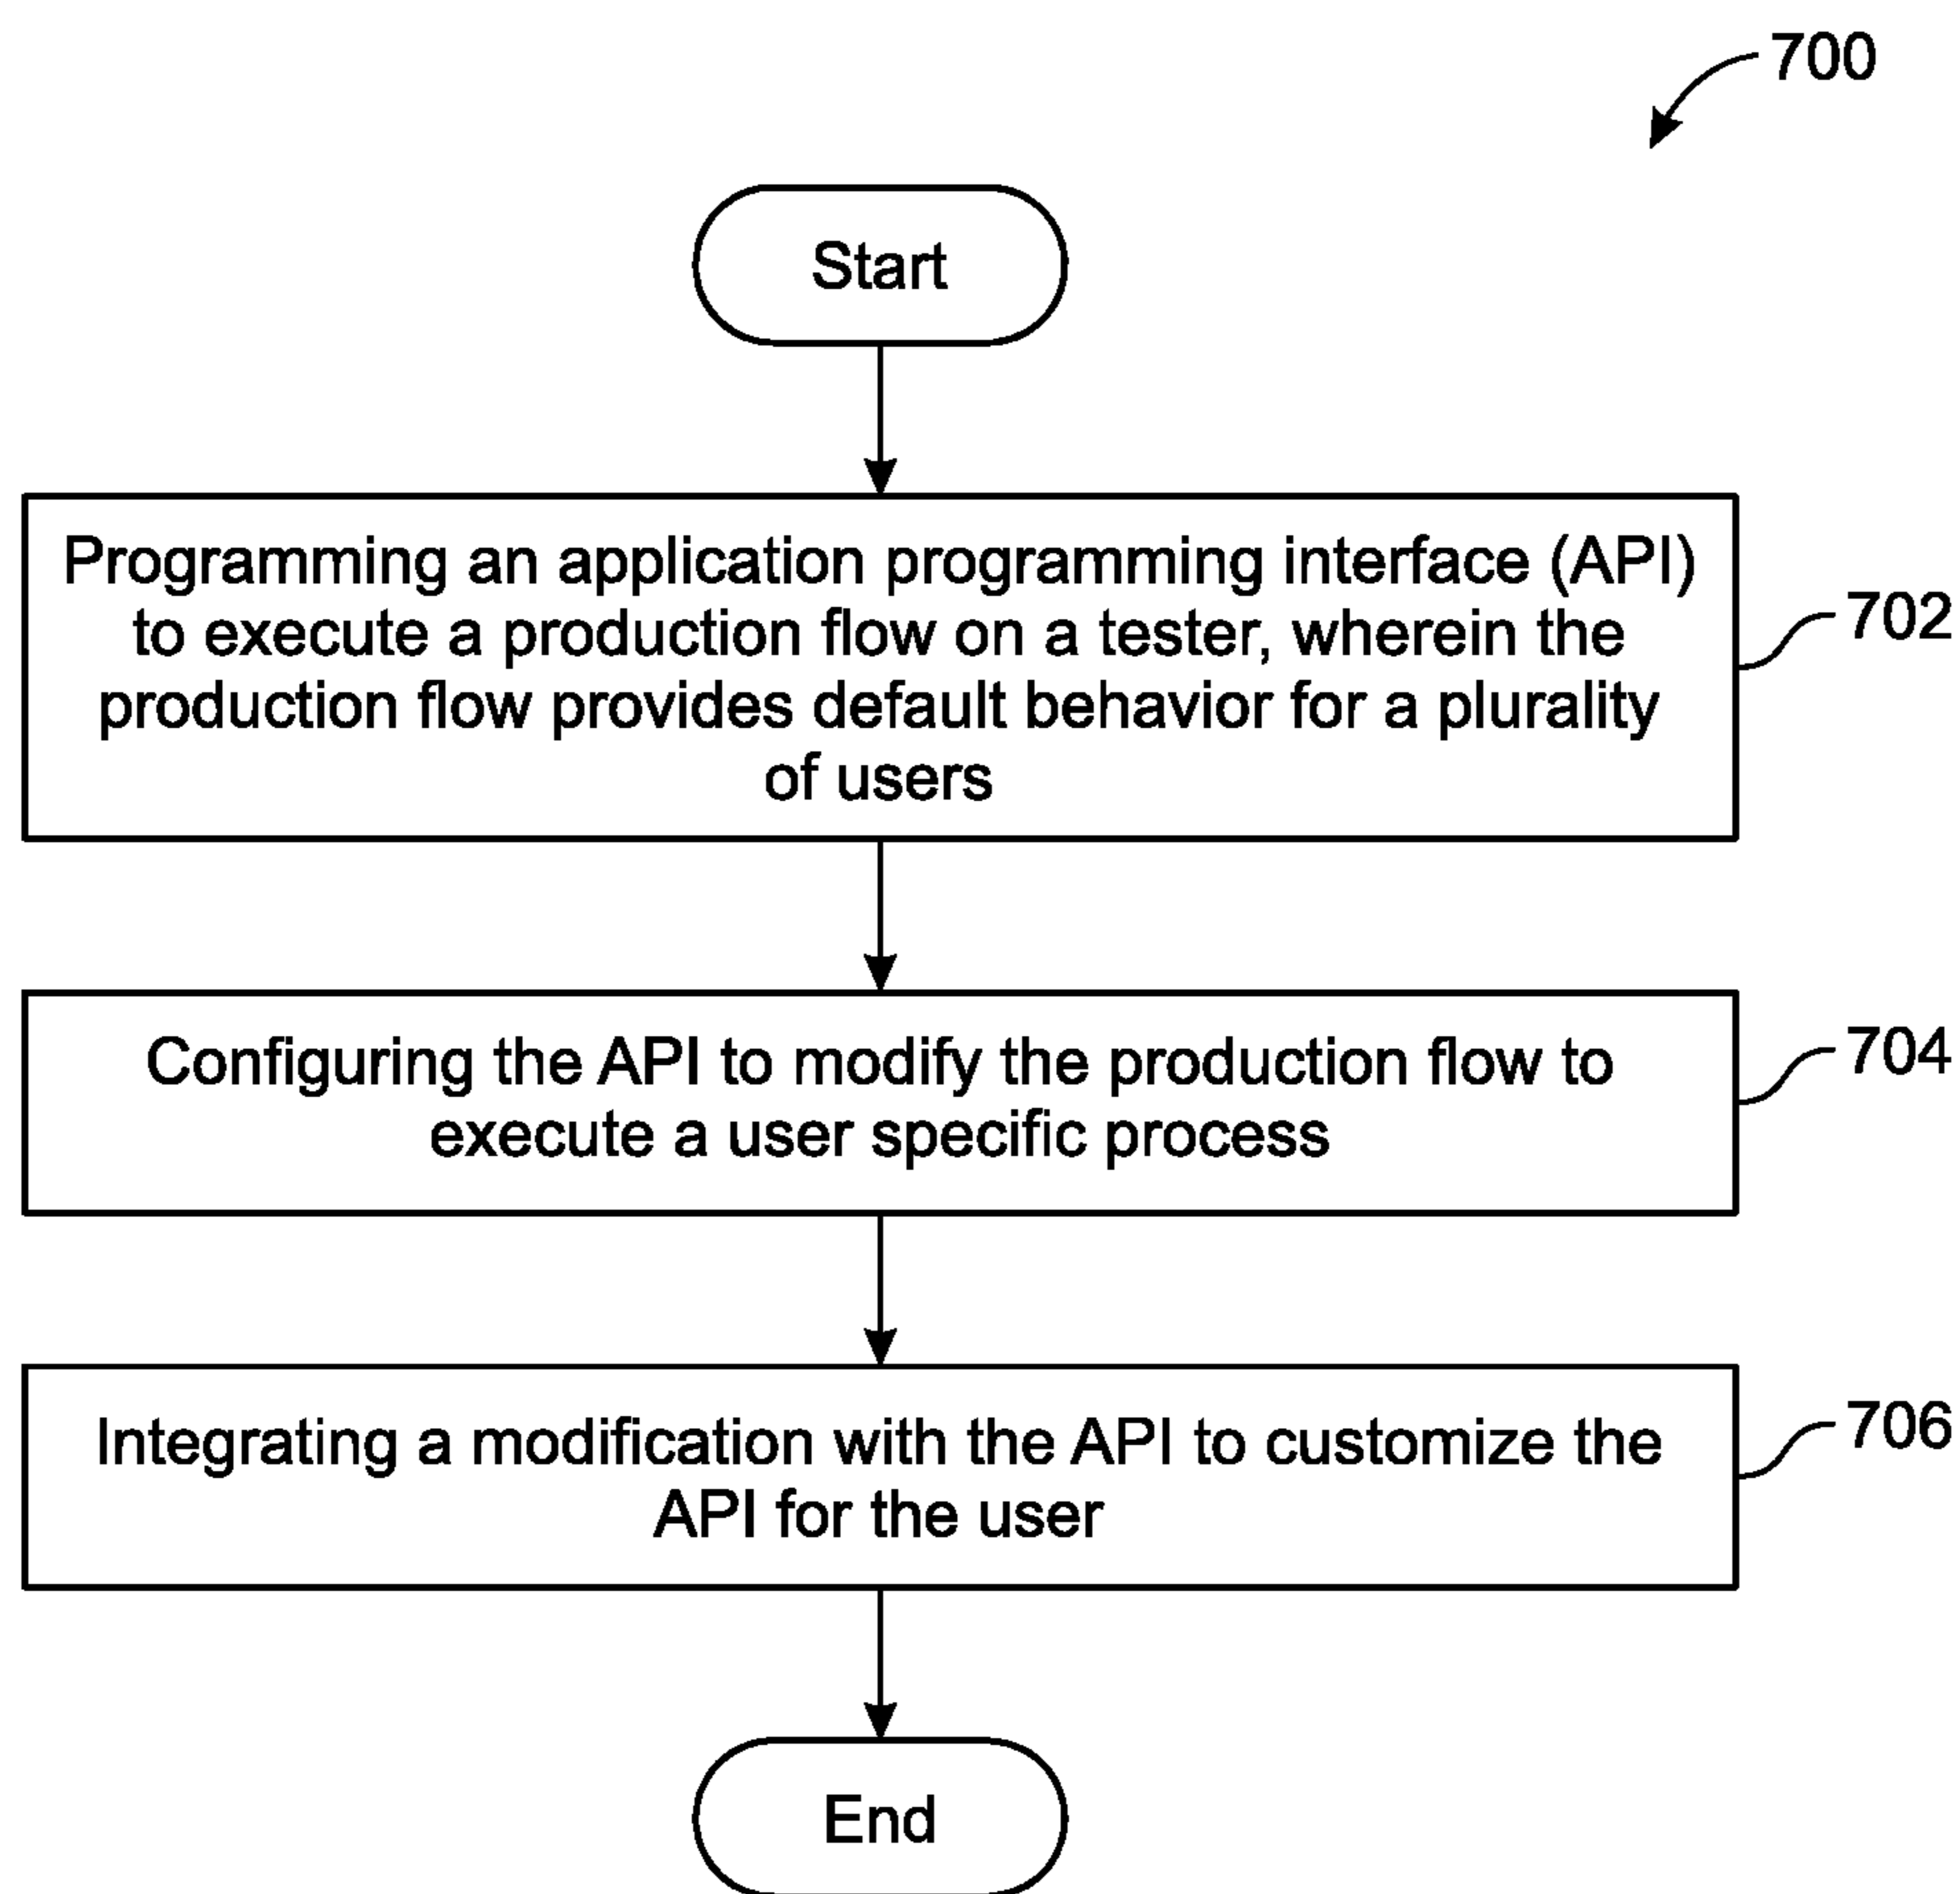 700
Start
Programming an application programming interface (API)
to execute a production flow on a tester, wherein the
production flow provides default behavior for a plurality
of users
702
Configuring the API to modify the production flow to
execute a user specific process
704
Integrating a modification with the API to customize the
API for the user
706
End